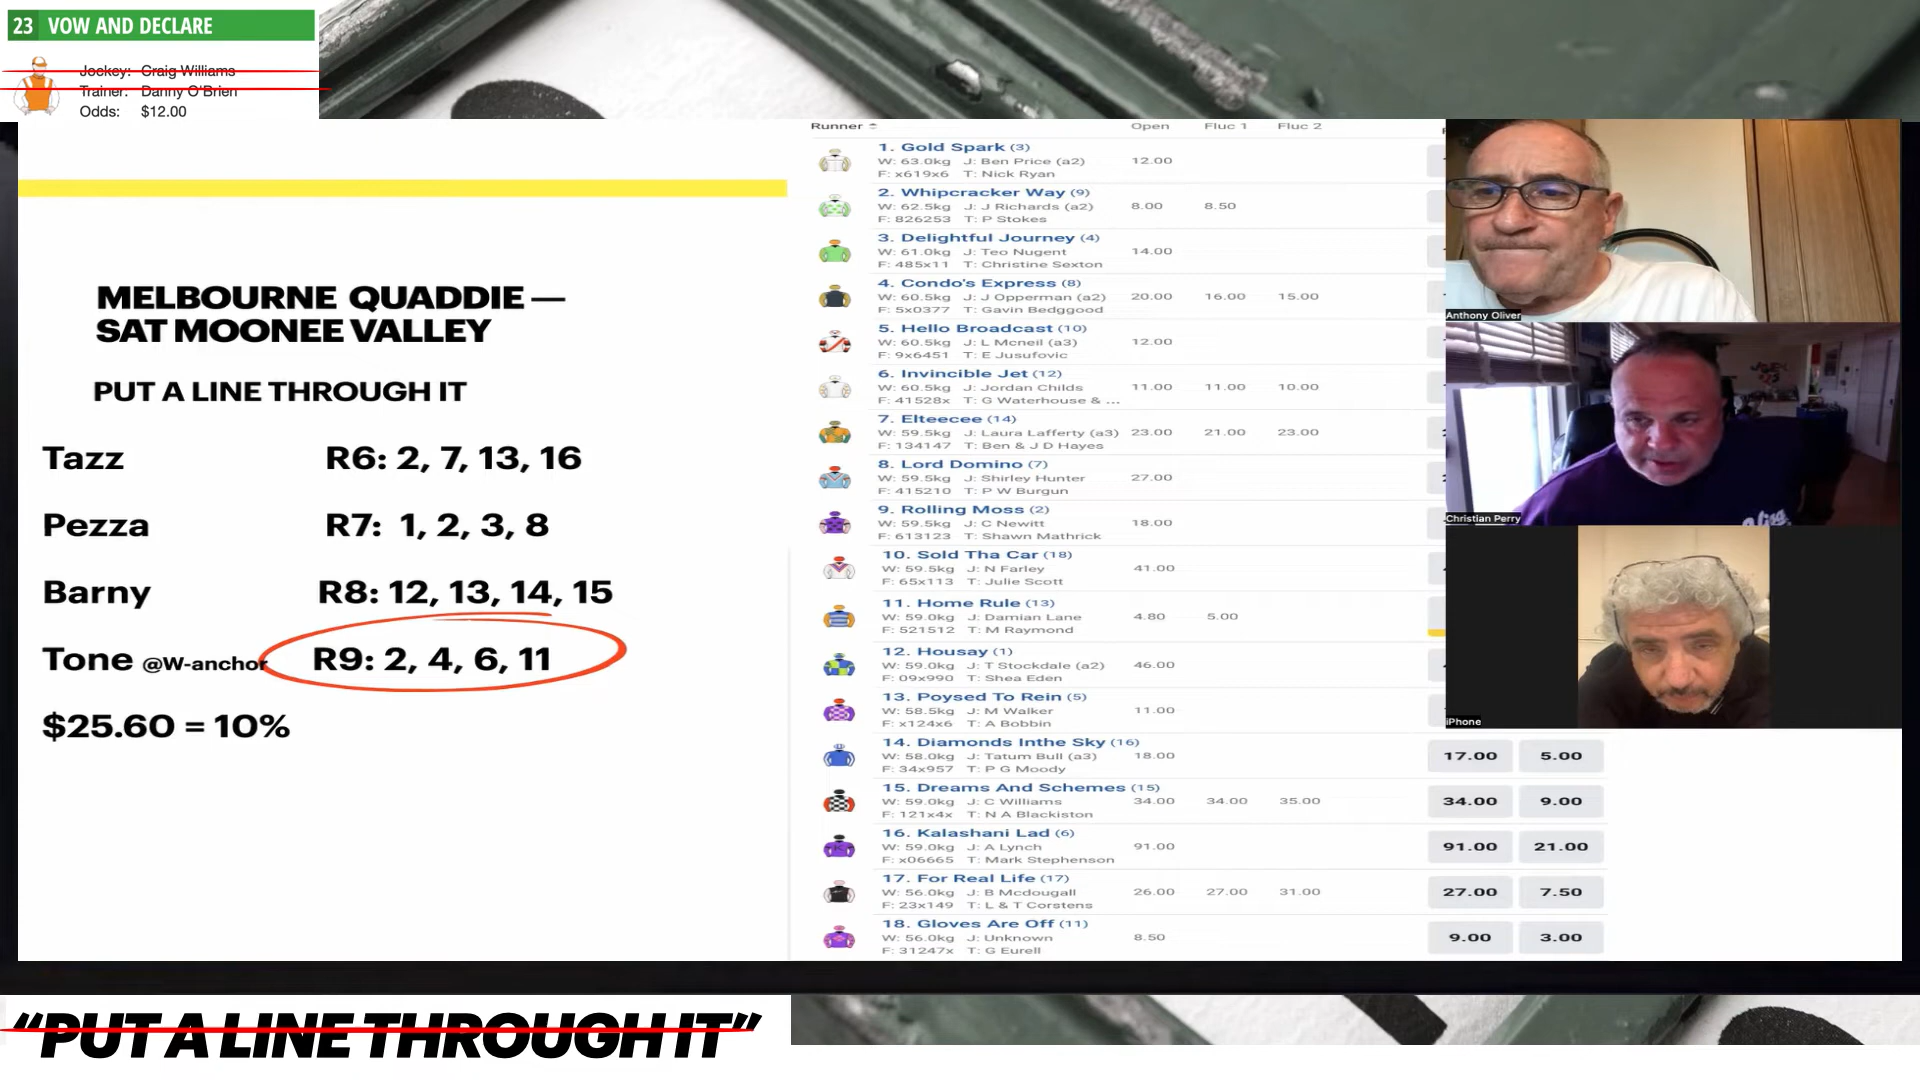 23 VOW AND DECLARE
Jockey: Craig Williams
Trainer: Danny O'Brien
Odds: $12.00
MELBOURNE QUADDIE —
SAT MOONEE VALLEY
PUT A LINE THROUGH IT
Tazz R6: 2, 7, 13, 16
Pezza R7: 1, 2, 3, 8
Barny R8: 12, 13, 14, 15
Tone @W-anchor R9: 2, 4, 6, 11
$25.60 = 10%
Runner Open Fluc 1 Fluc 2
1. Gold Spark (3)
W: 63.0kg J: Ben Price (a2) 12.00
F: x619x6 T: Nick Ryan
2. Whipcracker Way (9)
W: 62.5kg J: J Richards (a2) 8.00 8.50
F: 826253 T: P Stokes
3. Delightful Journey (4)
W: 61.0kg J: Teo Nugent 14.00
F: 485x11 T: Christine Sexton
4. Condo's Express (8)
W: 60.5kg J: J Opperman (a2) 20.00 16.00 15.00
F: 5x0377 T: Gavin Bedggood
5. Hello Broadcast (10)
W: 60.5kg J: L Mcneil (a3) 12.00
F: 9x6451 T: E Jusufovic
6. Invincible Jet (12)
W: 60.5kg J: Jordan Childs 11.00 11.00 10.00
F: 41528x T: G Waterhouse & ...
7. Elteecee (14)
W: 59.5kg J: Laura Lafferty (a3) 23.00 21.00 23.00
F: 134147 T: Ben & J D Hayes
8. Lord Domino (7)
W: 59.5kg J: Shirley Hunter 27.00
F: 415210 T: P W Burgun
9. Rolling Moss (2)
W: 59.5kg J: C Newitt 18.00
F: 613123 T: Shawn Mathrick
10. Sold Tha Car (18)
W: 59.5kg J: N Farley 41.00
F: 65x113 T: Julie Scott
11. Home Rule (13)
W: 59.0kg J: Damian Lane 4.80 5.00
F: 521512 T: M Raymond
12. Housay (1)
W: 59.0kg J: T Stockdale (a2) 46.00
F: 09x990 T: Shea Eden
13. Poysed To Rein (5)
W: 58.5kg J: M Walker 11.00
F: x124x6 T: A Bobbin
14. Diamonds Inthe Sky (16)
W: 58.0kg J: Tatum Bull (a3) 18.00 17.00 5.00
F: 34x957 T: P G Moody
15. Dreams And Schemes (15)
W: 59.0kg J: C Williams 34.00 34.00 35.00 34.00 9.00
F: 121x4x T: N A Blackiston
16. Kalashani Lad (6)
W: 59.0kg J: A Lynch 91.00 91.00 21.00
F: x06665 T: Mark Stephenson
17. For Real Life (17)
W: 56.0kg J: B Mcdougall 26.00 27.00 31.00 27.00 7.50
F: 23x149 T: L & T Corstens
18. Gloves Are Off (11)
W: 56.0kg J: Unknown 8.50 9.00 3.00
F: 31247x T: G Eurell
Anthony Oliver
Christian Perry
iPhone
“PUT A LINE THROUGH IT”